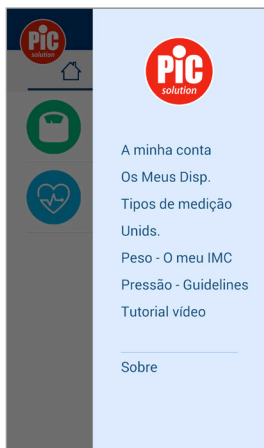 PiC
solution
PiC
solution
A minha conta
Os Meus Disp.
Tipos de medição
Unids.
Peso - O meu IMC
Pressão - Guidelines
Tutorial vídeo
Sobre